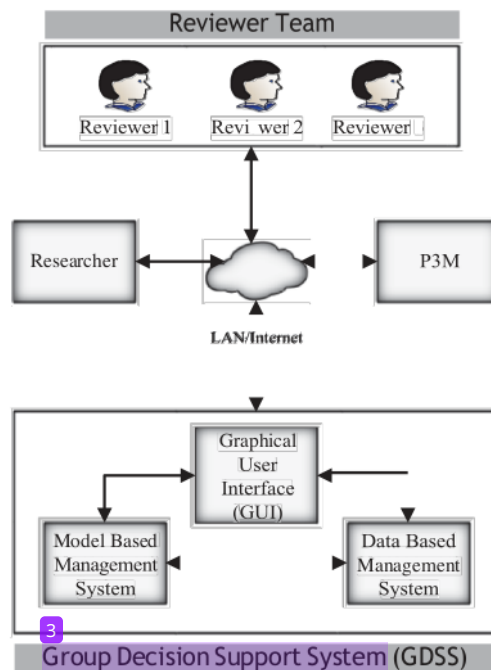 Reviewer Team
Reviewer 1
Revi wer 2
Reviewer
Researcher
P3M
LAN/Internet
Graphical
User
Interface
(GUI)
Model Based
Management
System
Data Based
Management
System
3
Group Decision Support System (GDSS)